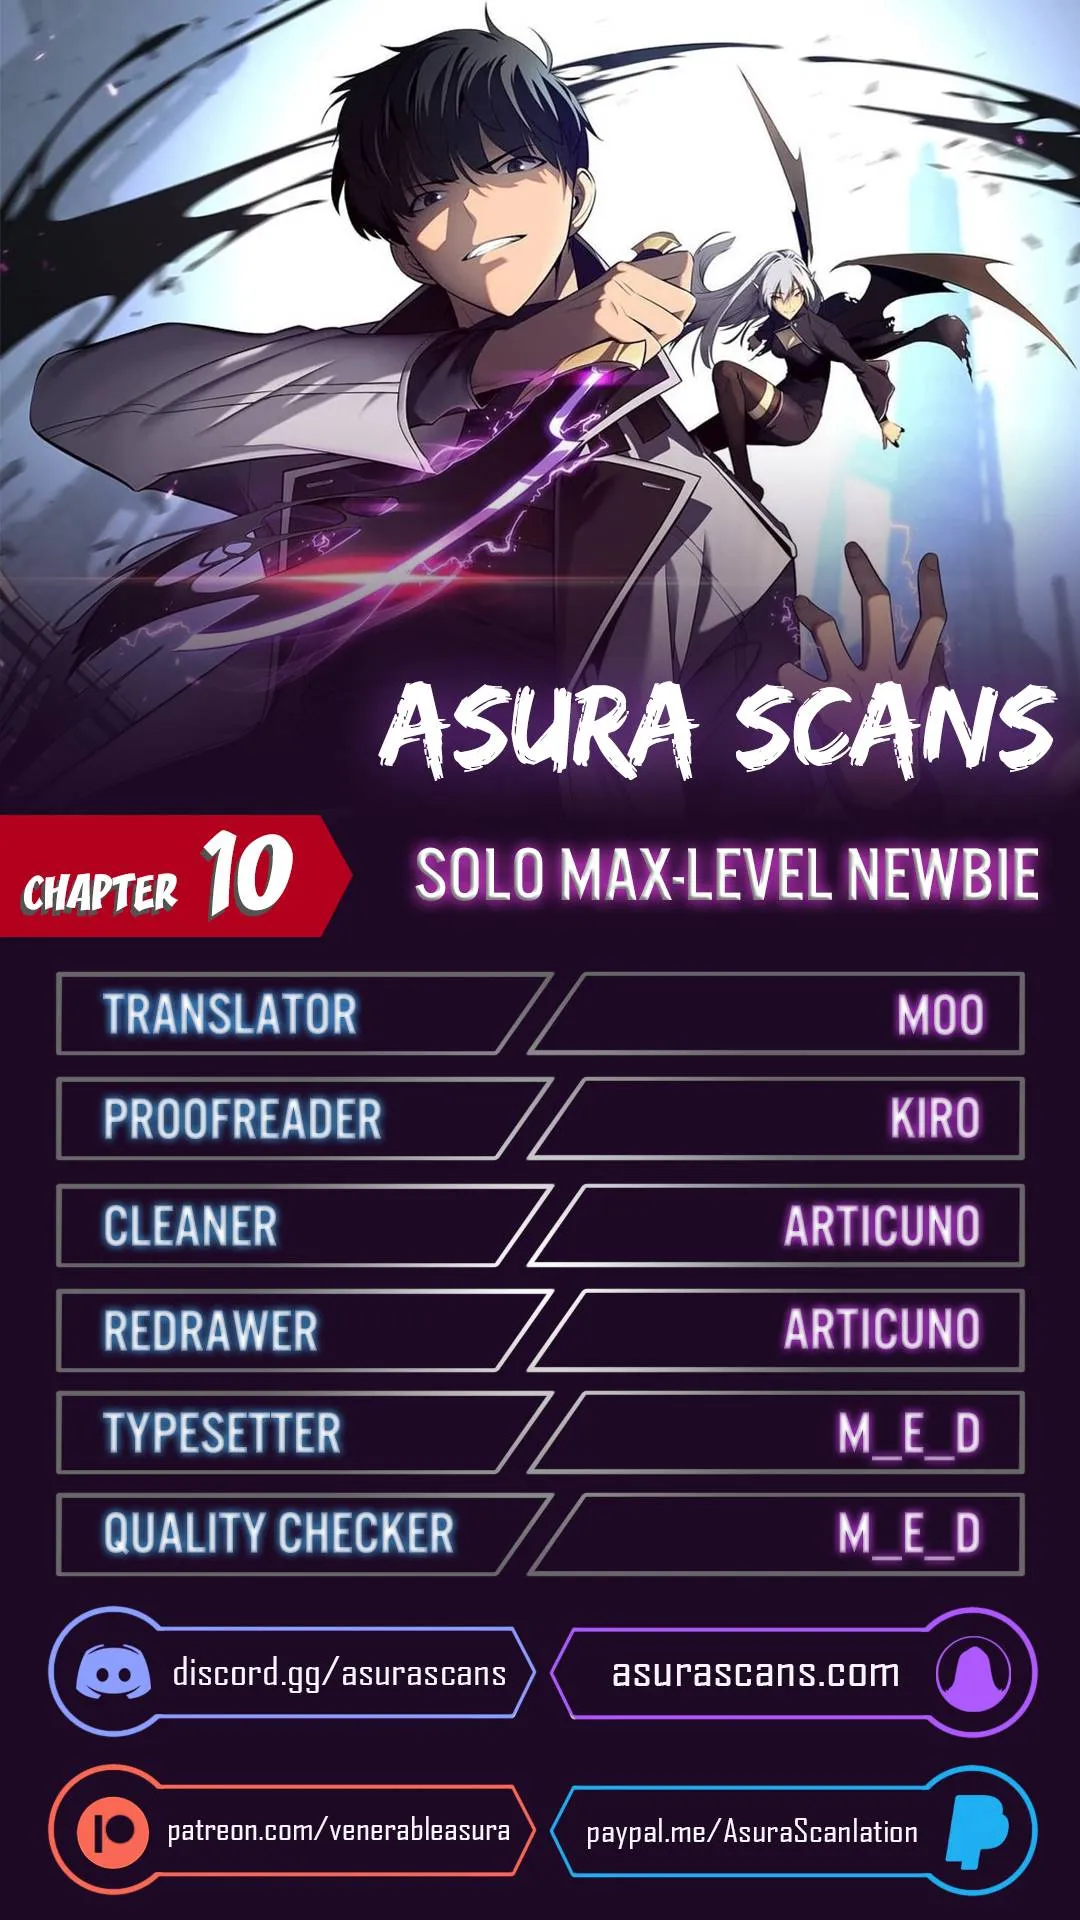 ASURA SCANS
CHAPTER 10
SOLO MAX-LEVEL NEWBIE
TRANSLATOR MOO
PROOFREADER KIRO
CLEANER ARTICUNO
REDRAWER ARTICUNO
TYPESETTER M_E_D
QUALITY CHECKER M_E_D
discord.gg/asurascans asurascans.com
patreon.com/venerableasura paypal.me/AsuraScanlation